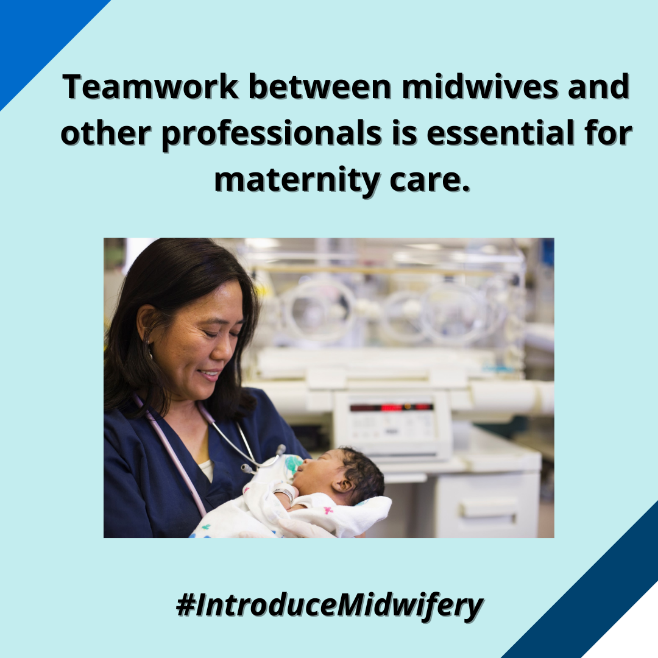 Teamwork between midwives and
other professionals is essential for
maternity care.
#IntroduceMidwifery